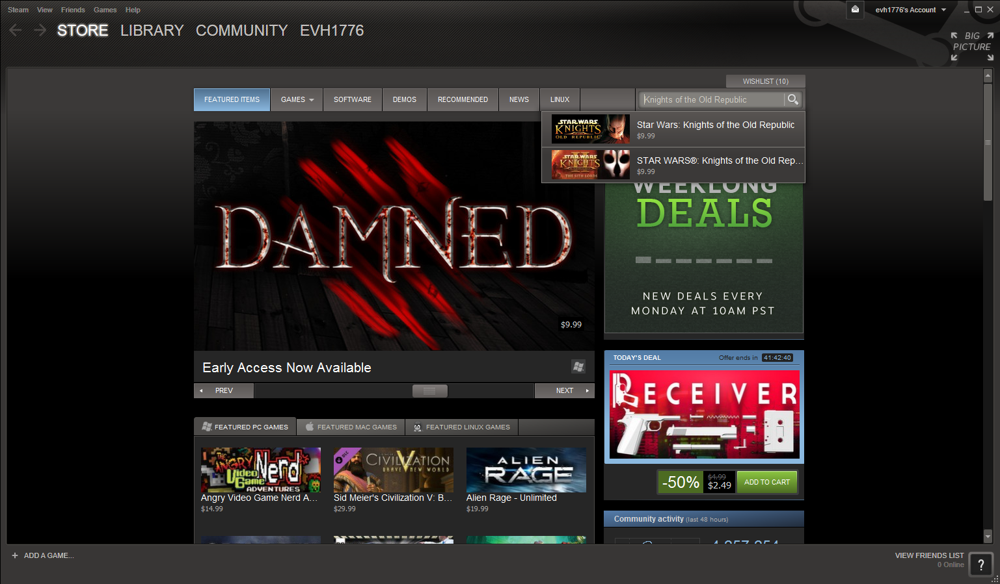 Steam View Friends Games Help
evh1776's Account
STORE LIBRARY COMMUNITY EVH1776
BIG
PICTURE
WISHLIST (10)
FEATURED ITEMS GAMES SOFTWARE DEMOS RECOMMENDED NEWS LINUX
Knights of the Old Republic
STAR WARS
KNIGHTS
OLD REPUBLIC
Star Wars: Knights of the Old Republic
$9.99
STAR WARS
KNIGHTS
II
THE SITH LORDS
STAR WARS®: Knights of the Old Rep...
$9.99
DAMNED
$9.99
Early Access Now Available
PREV NEXT
WEEKLONG
DEALS
NEW DEALS EVERY
MONDAY AT 10AM PST
TODAY'S DEAL Offer ends in 41:42:40
RECEIVER
-50% $4.99 $2.49 ADD TO CART
Community activity (last 48 hours)
FEATURED PC GAMES FEATURED MAC GAMES FEATURED LINUX GAMES
THE ANGRY
Video Nerd
Game
ADVENTURES
Angry Video Game Nerd A...
$14.99
DLC
CIVILIZATION
V
BRAVE NEW WORLD
Sid Meier's Civilization V: B...
$29.99
ALIEN
RAGE
Alien Rage - Unlimited
$19.99
+ ADD A GAME...
VIEW FRIENDS LIST
0 Online
?